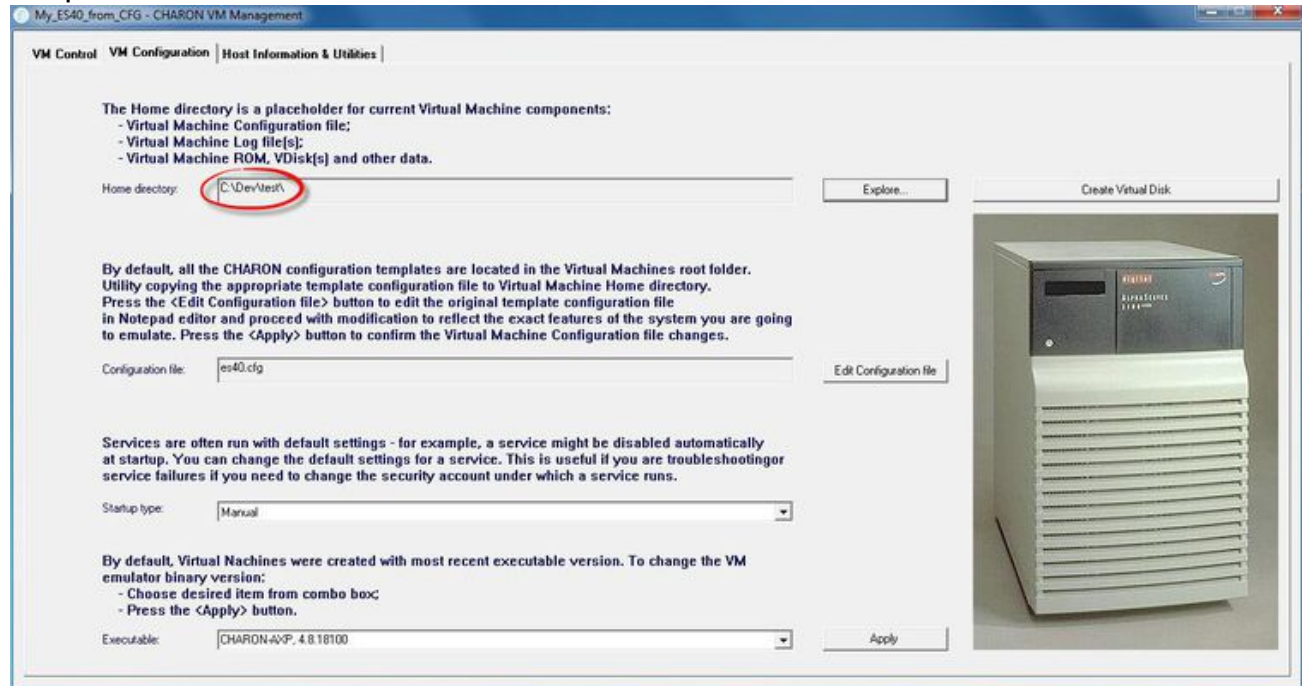 My_ES40_from_CFG - CHARON VM Management
VM Control VM Configuration Host Information & Utilities
The Home directory is a placeholder for current Virtual Machine components:
- Virtual Machine Configuration file;
- Virtual Machine Log file(s);
- Virtual Machine ROM, VDisk(s) and other data.
Home directory: C:\Dev\test\ Explore... Create Virtual Disk
By default, all the CHARON configuration templates are located in the Virtual Machines root folder.
Utility copying the appropriate template configuration file to Virtual Machine Home directory.
Press the <Edit Configuration file> button to edit the original template configuration file
in Notepad editor and proceed with modification to reflect the exact features of the system you are going
to emulate. Press the <Apply> button to confirm the Virtual Machine Configuration file changes.
Configuration file: es40.cfg Edit Configuration file
Services are often run with default settings - for example, a service might be disabled automatically
at startup. You can change the default settings for a service. This is useful if you are troubleshootingor
service failures if you need to change the security account under which a service runs.
Startup type: Manual
By default, Virtual Nachines were created with most recent executable version. To change the VM
emulator binary version:
- Choose desired item from combo box;
- Press the <Apply> button.
Executable: CHARON-AXP, 4.8.18100 Apply
digital